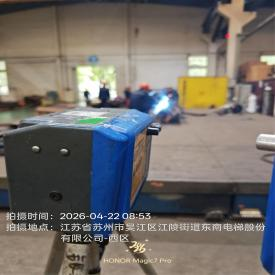 拍摄时间：2026-04-22 08:53
拍摄地点：江苏省苏州市吴江区江陵街道东南电梯股份
有限公司-西区
HONOR Magic7 Pro